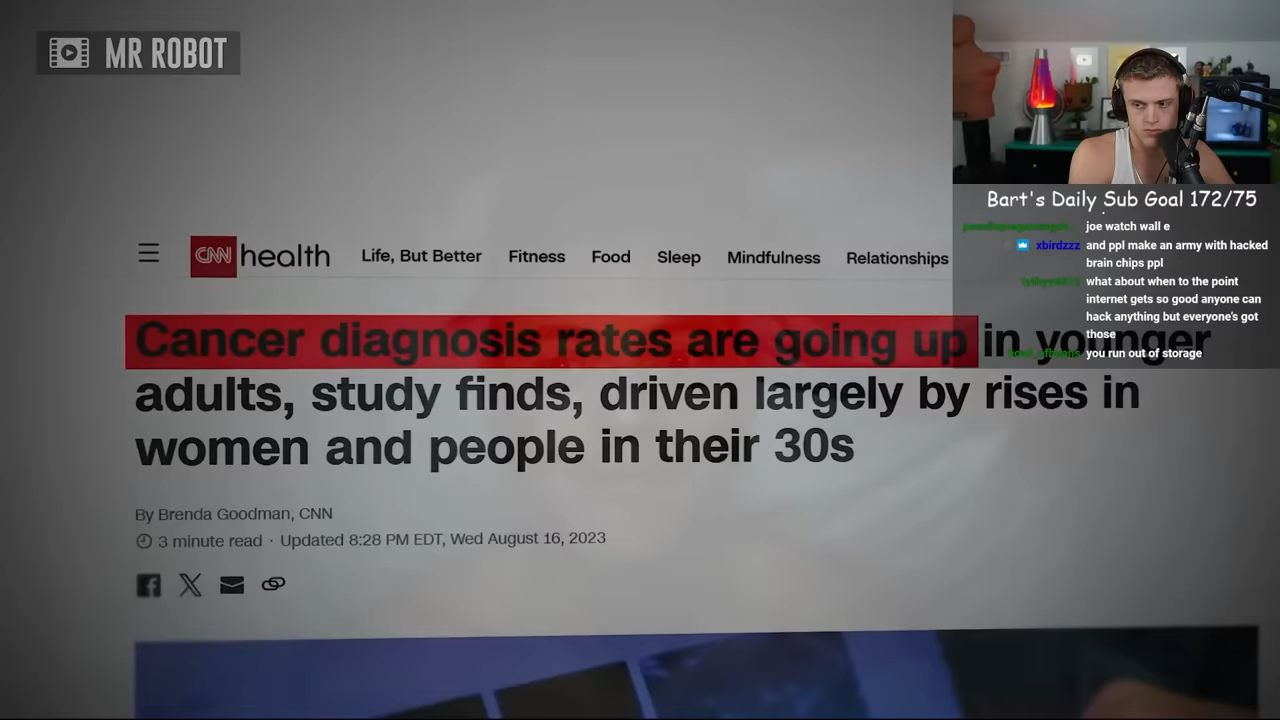 MR ROBOT
CNN health
Life, But Better
Fitness
Food
Sleep
Mindfulness
Relationships
Cancer diagnosis rates are going up in younger
adults, study finds, driven largely by rises in
women and people in their 30s
By Brenda Goodman, CNN
3 minute read · Updated 8:28 PM EDT, Wed August 16, 2023
Bart's Daily Sub Goal 172/75
joe watch wall e
xbirdzzz and ppl make an army with hacked
brain chips ppl
what about when to the point
internet gets so good anyone can
hack anything but everyone's got
those
you run out of storage